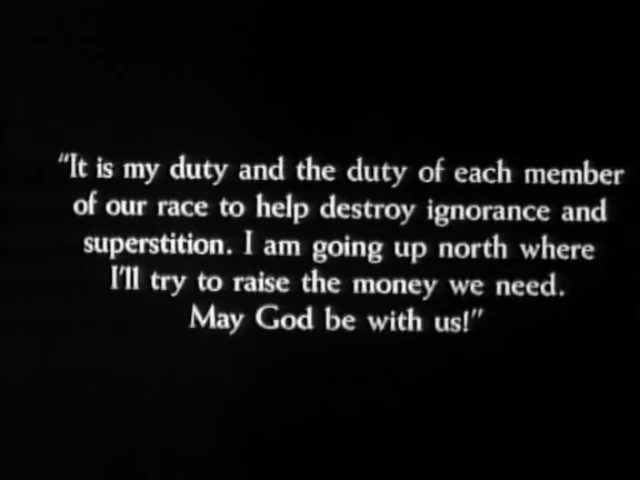 "It is my duty and the duty of each member
of our race to help destroy ignorance and
superstition. I am going up north where
I'll try to raise the money we need.
May God be with us!"